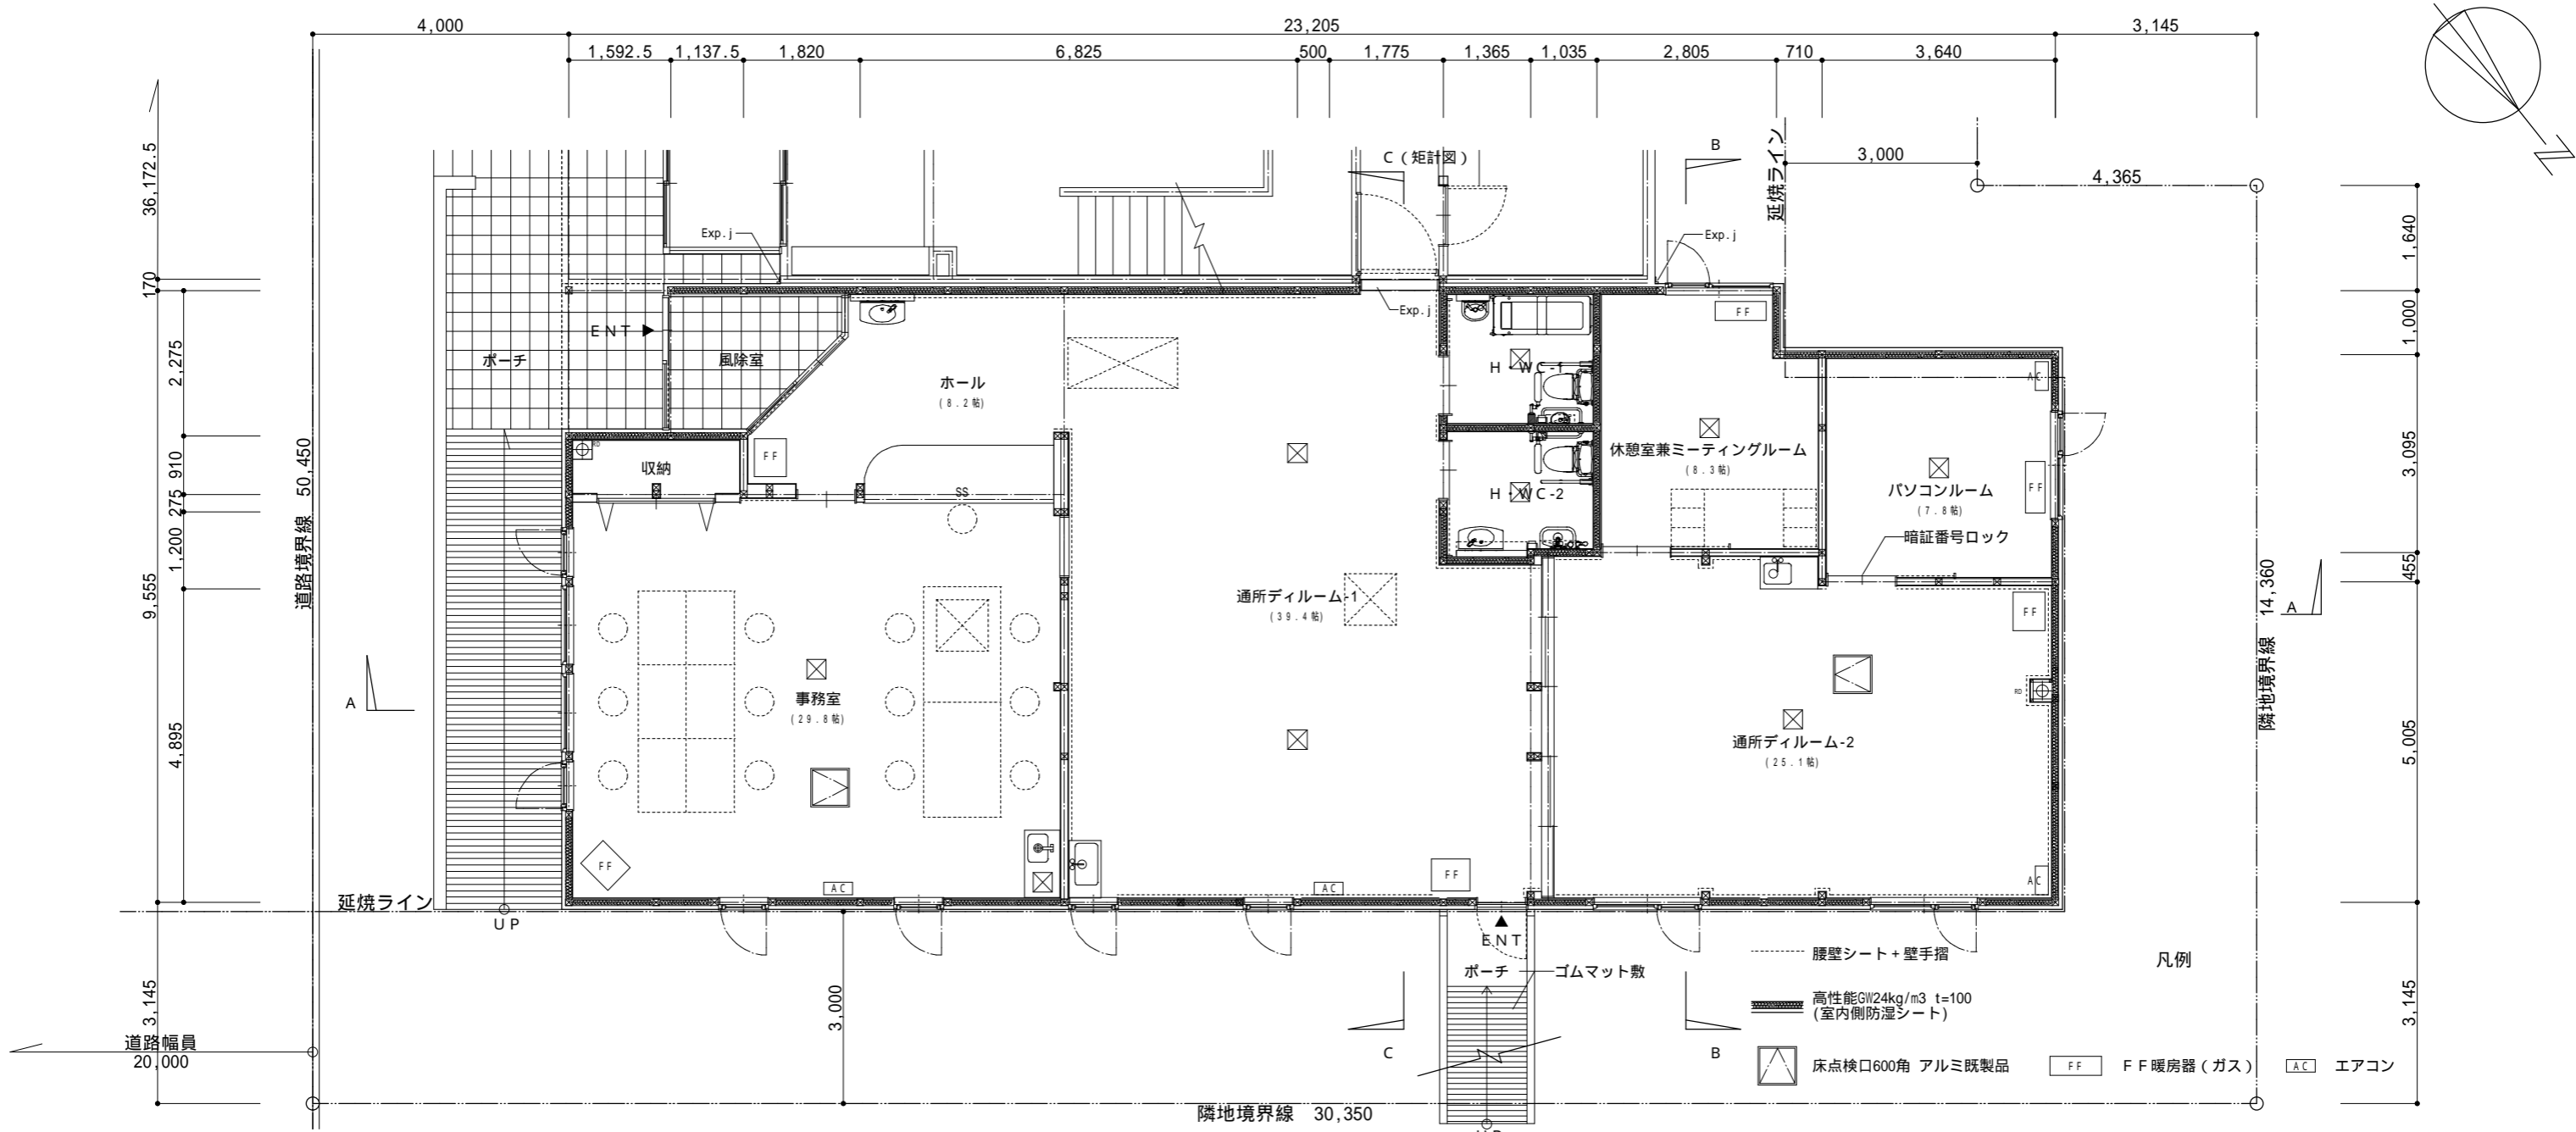 4,000
23,205
3,145
1,592.5
1,137.5
1,820
6,825
500
1,775
1,365
1,035
2,805
710
3,640
N
C（矩計図）
B
延焼ライン
3,000
4,365
36,172.5
170
Exp.j
Exp.j
Exp.j
1,640
1,000
ENT
ポーチ
風除室
ホール
(8.2帖)
H・WC-1
FF
AC
2,275
910
275
1,200
9,555
4,895
3,145
道路境界線 50,450
RD
収納
FF
SS
H・WC-2
休憩室兼ミーティングルーム
(8.3帖)
パソコンルーム
(7.8帖)
FF
暗証番号ロック
3,095
455
A
通所ディルーム-1
(39.4帖)
FF
隣地境界線 14,360
A
事務室
(29.8帖)
RD
通所ディルーム-2
(25.1帖)
5,005
FF
AC
AC
FF
AC
延焼ライン
UP
ENT
3,000
ポーチ
ゴムマット敷
腰壁シート+壁手摺
凡例
高性能GW24kg/m3 t=100
(室内側防湿シート)
3,145
道路幅員
20,000
C
B
床点検口600角 アルミ既製品
FF
FF暖房器(ガス)
AC
エアコン
隣地境界線 30,350